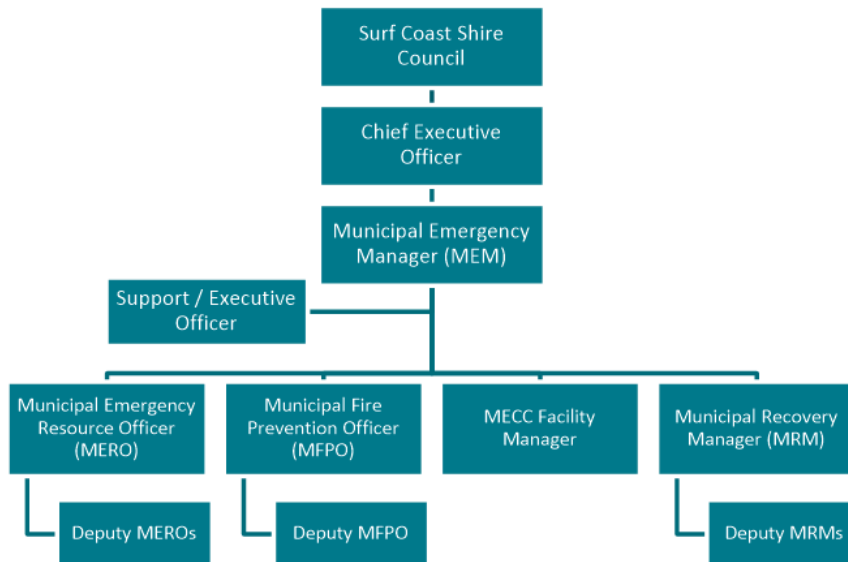 Surf Coast Shire
Council
Chief Executive
Officer
Municipal Emergency
Manager (MEM)
Support / Executive
Officer
Municipal Emergency
Resource Officer
(MERO)
Municipal Fire
Prevention Officer
(MFPO)
MECC Facility
Manager
Municipal Recovery
Manager (MRM)
Deputy MEROs
Deputy MFPO
Deputy MRMs